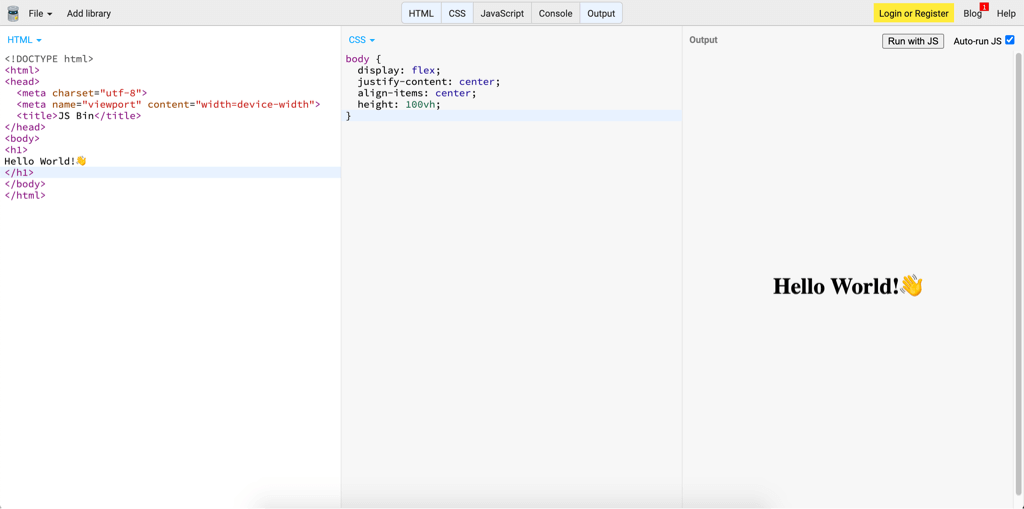 File
Add library
HTML
CSS
JavaScript
Console
Output
Login or Register
Blog
1
Help
HTML
<!DOCTYPE html>
<html>
<head>
  <meta charset="utf-8">
  <meta name="viewport" content="width=device-width">
  <title>JS Bin</title>
</head>
<body>
<h1>
Hello World!👋
</h1>
</body>
</html>
CSS
body {
  display: flex;
  justify-content: center;
  align-items: center;
  height: 100vh;
}
Output
Run with JS
Auto-run JS
Hello World!👋